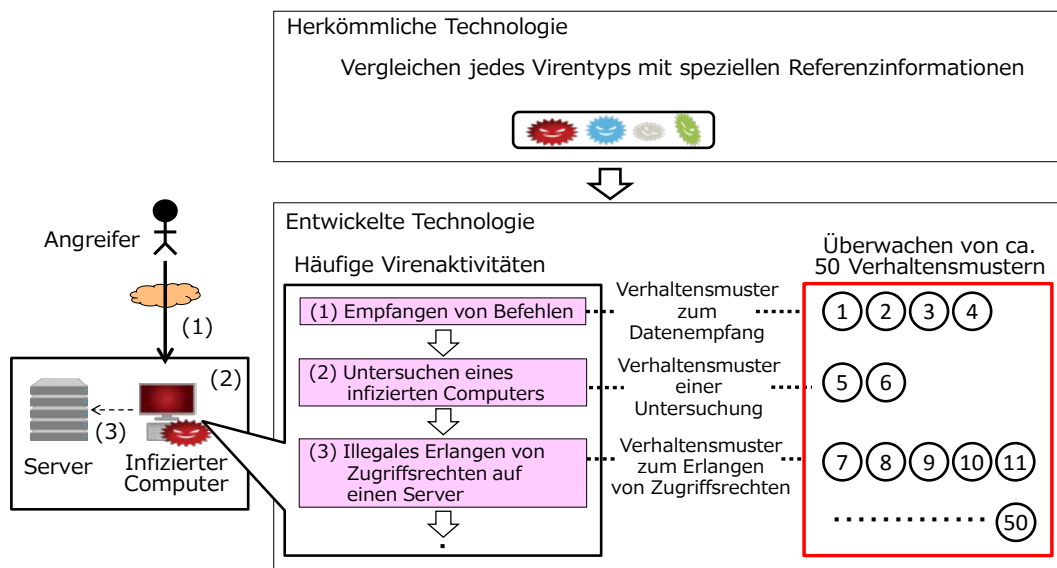 Herkömmliche Technologie
Vergleichen jedes Virentyps mit speziellen Referenzinformationen
Angreifer
(1)
(2)
(3)
Server
Infizierter
Computer
Entwickelte Technologie
Häufige Virenaktivitäten
(1) Empfangen von Befehlen
(2) Untersuchen eines
infizierten Computers
(3) Illegales Erlangen von
Zugriffsrechten auf
einen Server
Verhaltensmuster
zum
Datenempfang
Verhaltensmuster
einer
Untersuchung
Verhaltensmuster
zum Erlangen
von Zugriffsrechten
Überwachen von ca.
50 Verhaltensmustern
1 2 3 4
5 6
7 8 9 10 11
50